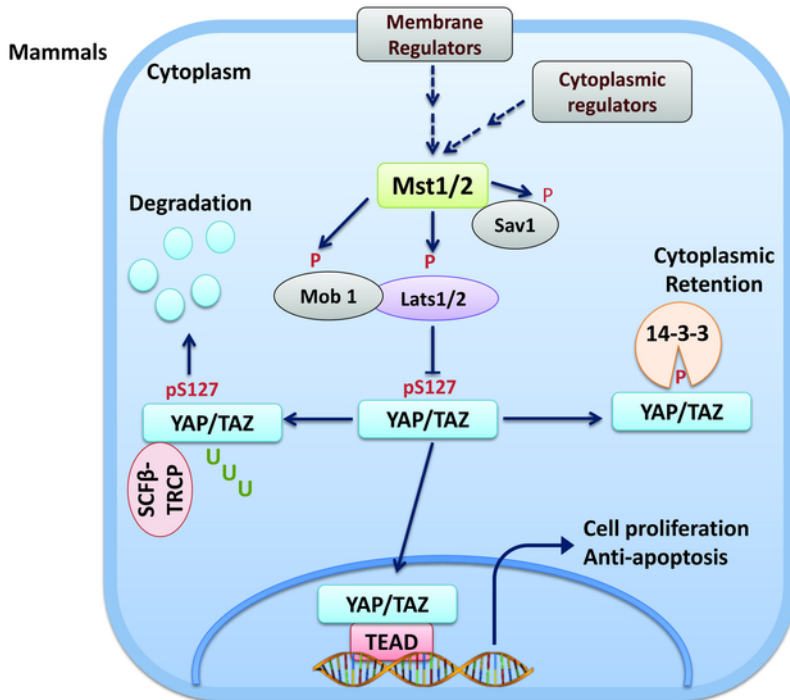 Mammals
Cytoplasm
Membrane
Regulators
Cytoplasmic
regulators
Mst1/2
P
Sav1
Degradation
P
P
Mob 1
Lats1/2
Cytoplasmic
Retention
14-3-3
P
pS127
pS127
YAP/TAZ
YAP/TAZ
YAP/TAZ
SCFβ-
TRCP
U
U
U
Cell proliferation
Anti-apoptosis
YAP/TAZ
TEAD